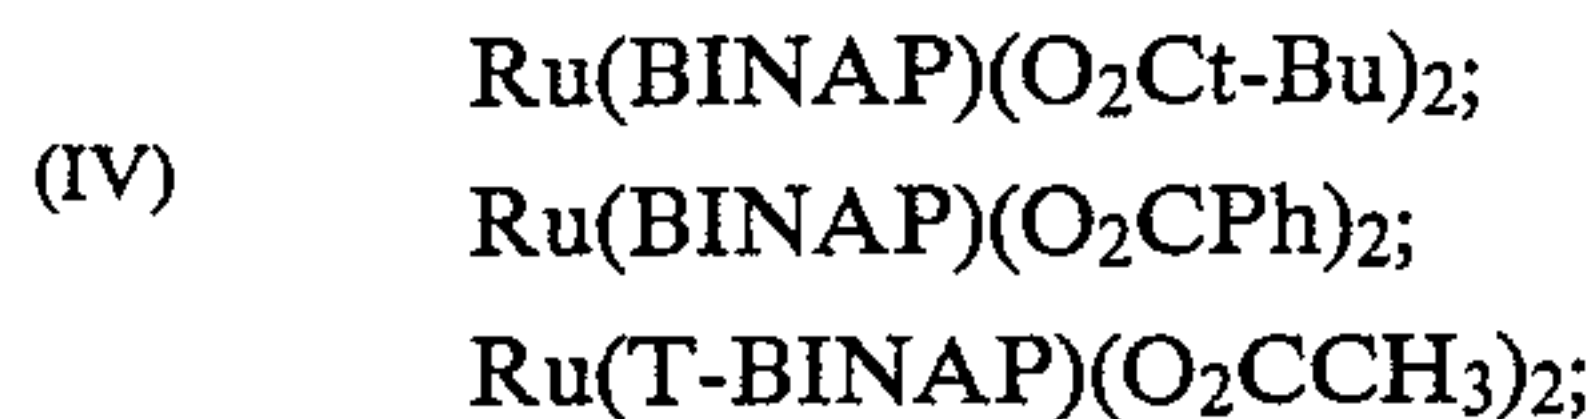 Ru(BINAP)(O₂Ct-Bu)₂;
(IV)
Ru(BINAP)(O₂CPh)₂;
Ru(T-BINAP)(O₂CCH₃)₂;